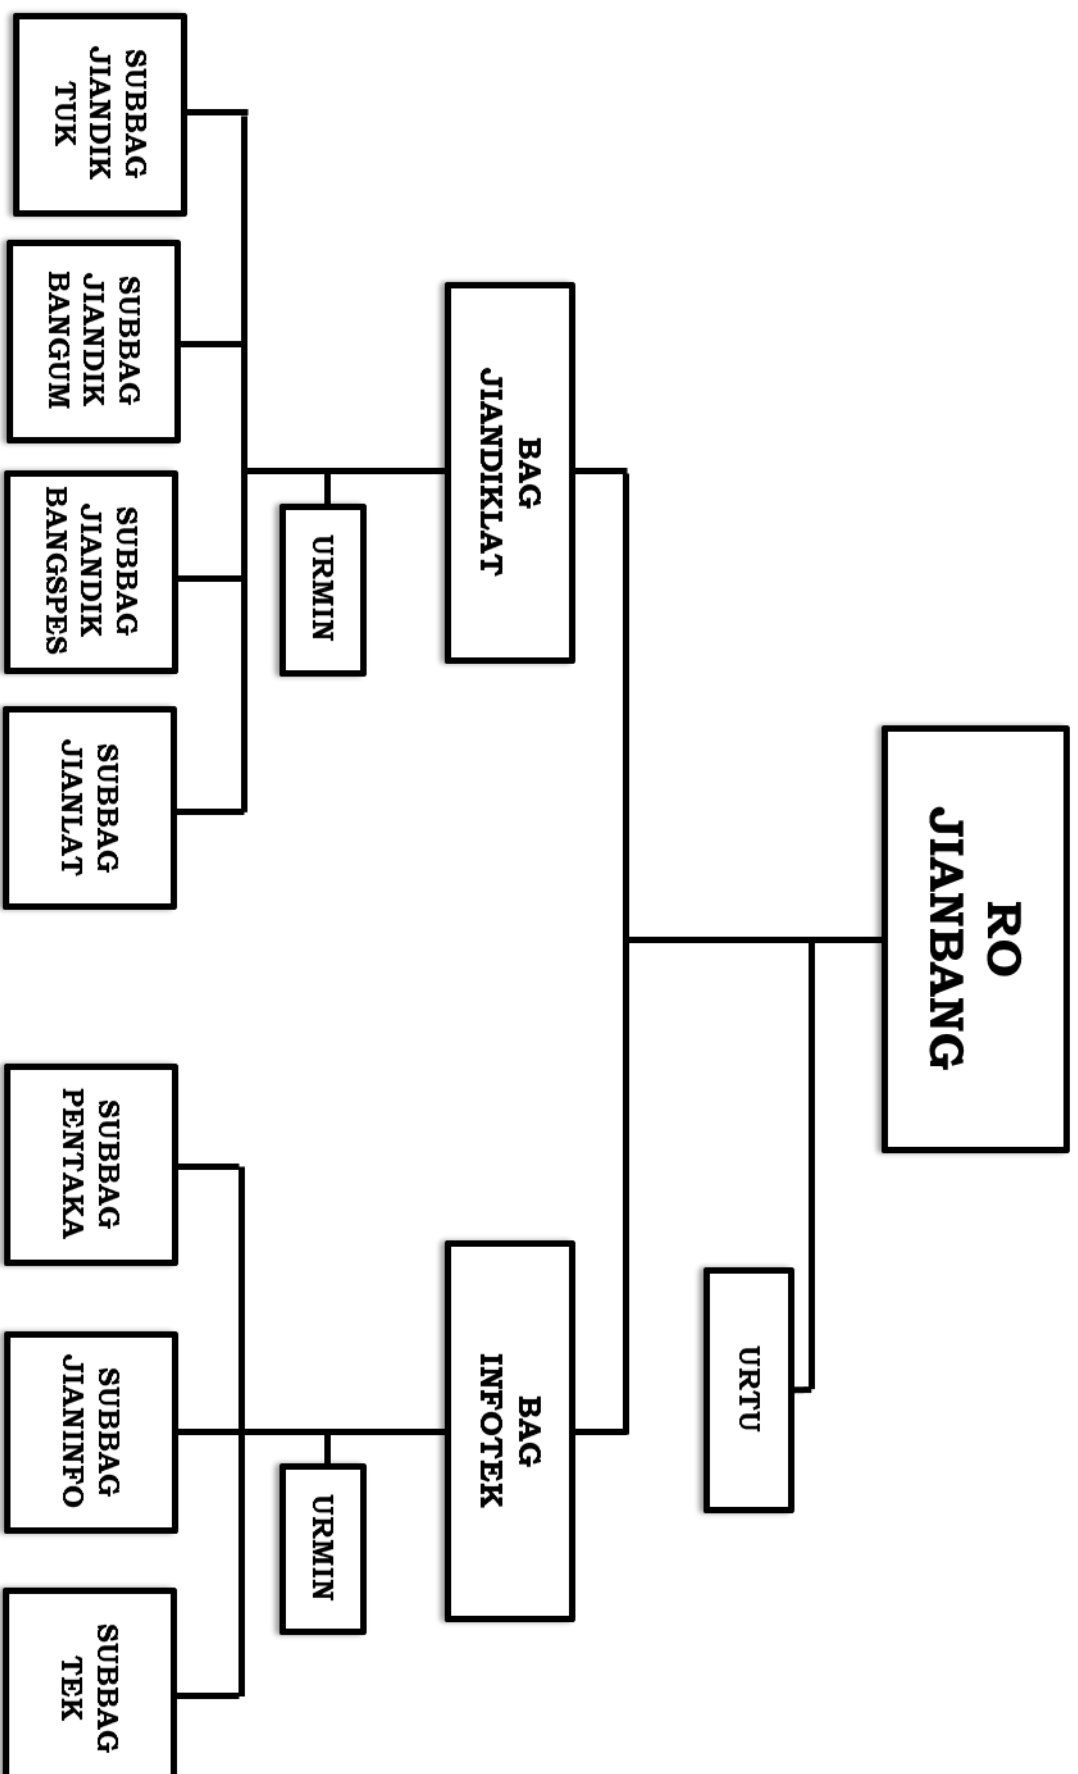 RO
JIANBANG
URTU
BAG
JIANDIKLAT
BAG
INFOTEK
URMIN
URMIN
SUBBAG
JIANDIK
TUK
SUBBAG
JIANDIK
BANGUM
SUBBAG
JIANDIK
BANGSPES
SUBBAG
JIANLAT
SUBBAG
PENTAKA
SUBBAG
JIANINFO
SUBBAG
TEK